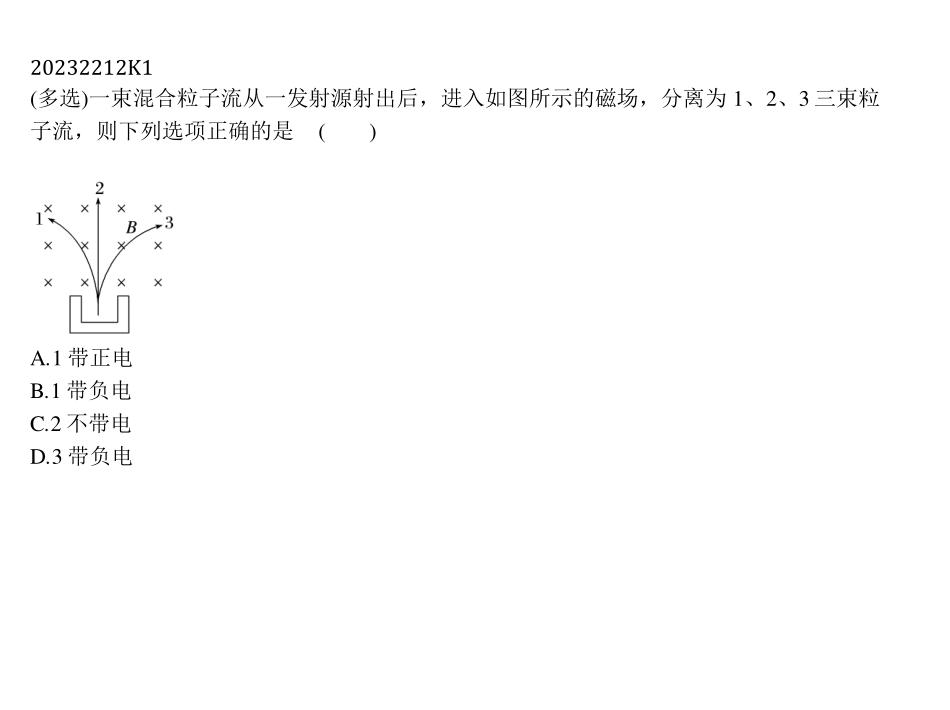 20232212K1
(多选)一束混合粒子流从一发射源射出后，进入如图所示的磁场，分离为 1、2、3 三束粒
子流，则下列选项正确的是 ( )
2
1
B
3
A.1 带正电
B.1 带负电
C.2 不带电
D.3 带负电